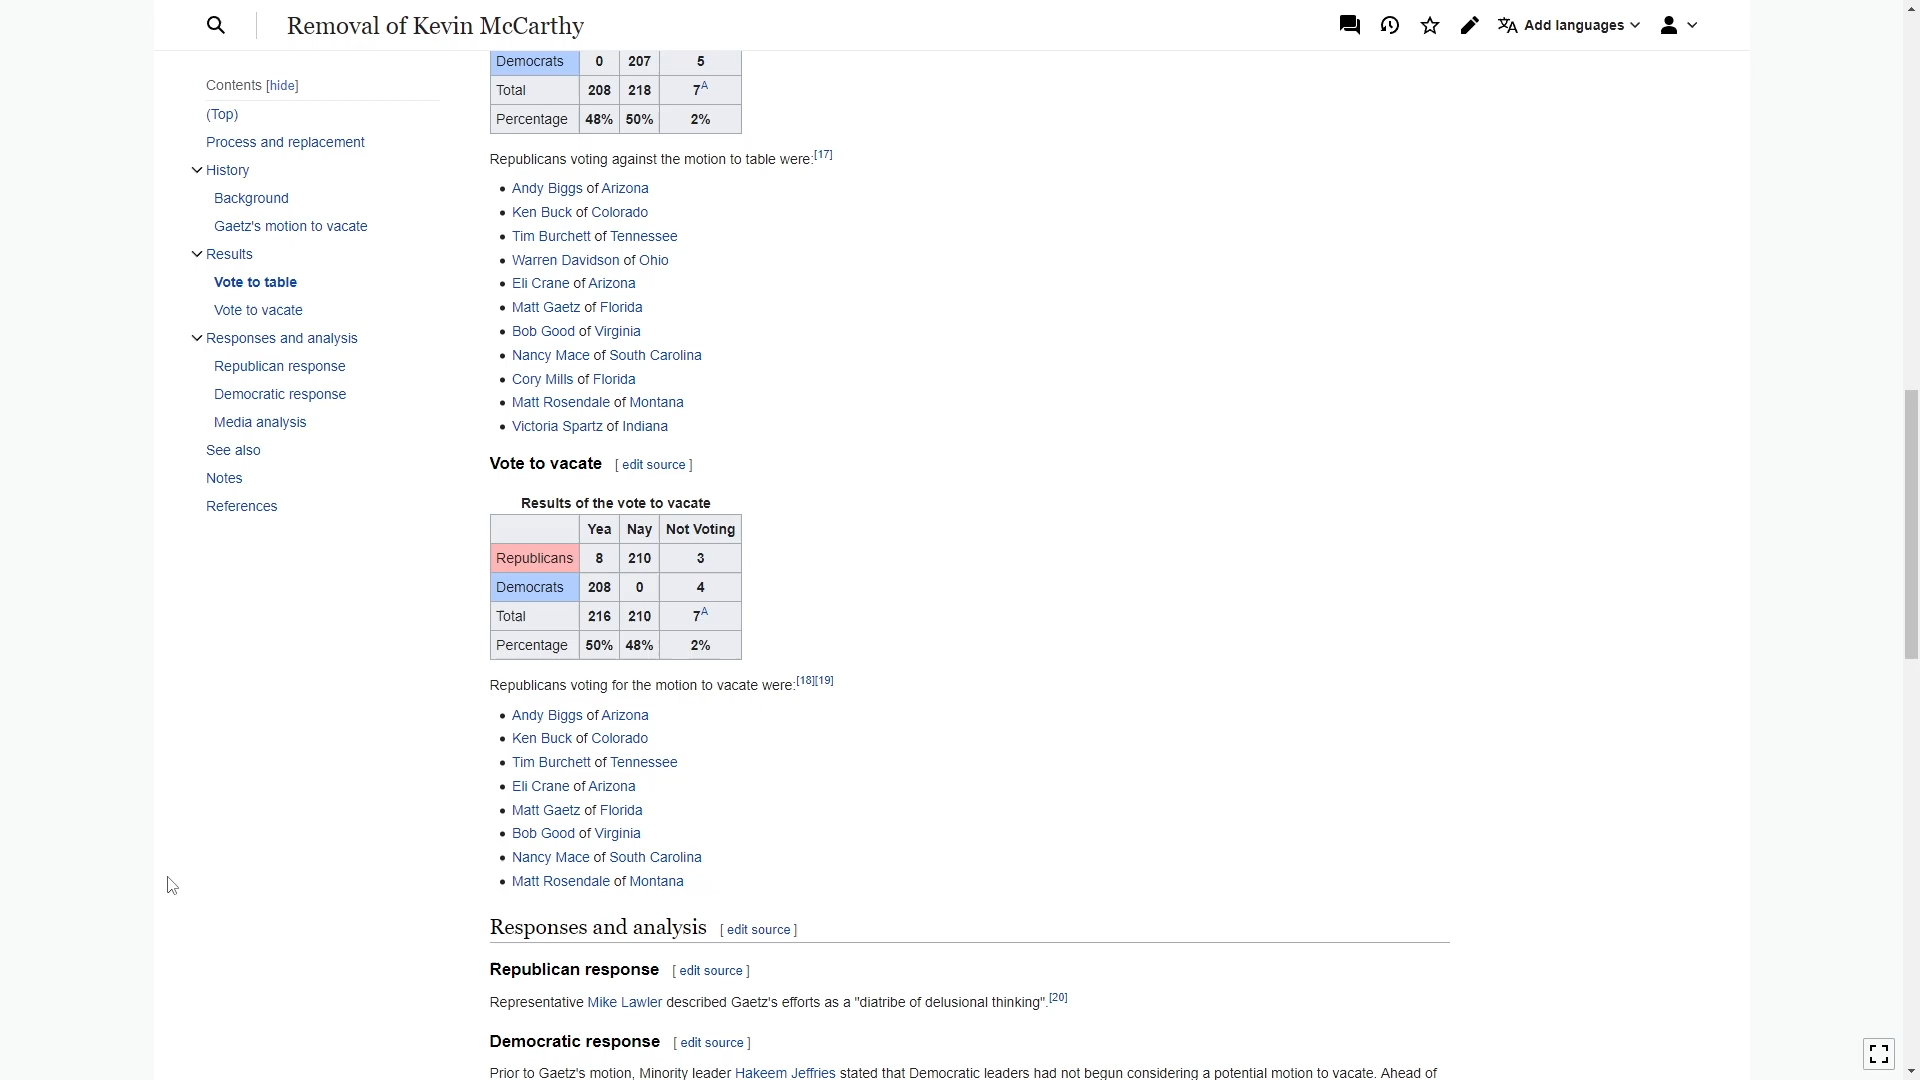 Removal of Kevin McCarthy
Add languages
Contents [hide]
(Top)
Process and replacement
History
Background
Gaetz's motion to vacate
Results
Vote to table
Vote to vacate
Responses and analysis
Republican response
Democratic response
Media analysis
See also
Notes
References
Democrats 0 207 5
Total 208 218 7A
Percentage 48% 50% 2%
Republicans voting against the motion to table were:[17]
• Andy Biggs of Arizona
• Ken Buck of Colorado
• Tim Burchett of Tennessee
• Warren Davidson of Ohio
• Eli Crane of Arizona
• Matt Gaetz of Florida
• Bob Good of Virginia
• Nancy Mace of South Carolina
• Cory Mills of Florida
• Matt Rosendale of Montana
• Victoria Spartz of Indiana
Vote to vacate [ edit source ]
Results of the vote to vacate
Yea Nay Not Voting
Republicans 8 210 3
Democrats 208 0 4
Total 216 210 7A
Percentage 50% 48% 2%
Republicans voting for the motion to vacate were:[18][19]
• Andy Biggs of Arizona
• Ken Buck of Colorado
• Tim Burchett of Tennessee
• Eli Crane of Arizona
• Matt Gaetz of Florida
• Bob Good of Virginia
• Nancy Mace of South Carolina
• Matt Rosendale of Montana
Responses and analysis [ edit source ]
Republican response [ edit source ]
Representative Mike Lawler described Gaetz's efforts as a "diatribe of delusional thinking".[20]
Democratic response [ edit source ]
Prior to Gaetz's motion, Minority leader Hakeem Jeffries stated that Democratic leaders had not begun considering a potential motion to vacate. Ahead of